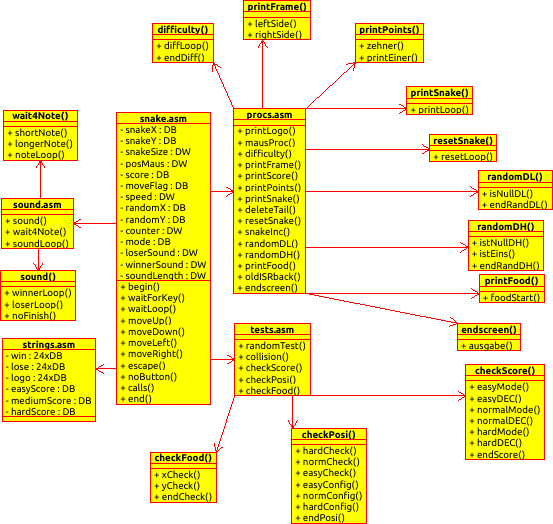 printFrame()
+ leftSide()
+ rightSide()
difficulty()
+ diffLoop()
+ endDiff()
printPoints()
+ zehner()
+ printEiner()
printSnake()
+ printLoop()
wait4Note()
+ shortNote()
+ longerNote()
+ noteLoop()
snake.asm
- snakeX : DB
- snakeY : DB
- snakeSize : DW
- posMaus : DW
- score : DB
- moveFlag : DB
- speed : DW
- randomX : DB
- randomY : DB
- counter : DW
- mode : DB
- loserSound : DW
- winnerSound : DW
- soundLength : DW
+ begin()
+ waitForKey()
+ waitLoop()
+ moveUp()
+ moveDown()
+ moveLeft()
+ moveRight()
+ escape()
+ noButton()
+ calls()
+ end()
procs.asm
+ printLogo()
+ mausProc()
+ difficulty()
+ printFrame()
+ printScore()
+ printPoints()
+ printSnake()
+ deleteTail()
+ resetSnake()
+ snakeInc()
+ randomDL()
+ randomDH()
+ printFood()
+ oldISRback()
+ endscreen()
resetSnake()
+ resetLoop()
randomDL()
+ isNullDL()
+ endRandDL()
sound.asm
+ sound()
+ wait4Note()
+ soundLoop()
randomDH()
+ istNullDH()
+ istEins()
+ endRandDH()
sound()
+ winnerLoop()
+ loserLoop()
+ noFinish()
printFood()
+ foodStart()
endscreen()
+ ausgabe()
strings.asm
- win : 24xDB
- lose : 24xDB
- logo : 24xDB
- easyScore : DB
- mediumScore : DB
- hardScore : DB
tests.asm
+ randomTest()
+ collision()
+ checkScore()
+ checkPosi()
+ checkFood()
checkScore()
+ easyMode()
+ easyDEC()
+ normalMode()
+ normalDEC()
+ hardMode()
+ hardDEC()
+ endScore()
checkPosi()
+ hardCheck()
+ normCheck()
+ easyCheck()
+ easyConfig()
+ normConfig()
+ hardConfig()
+ endPosi()
checkFood()
+ xCheck()
+ yCheck()
+ endCheck()